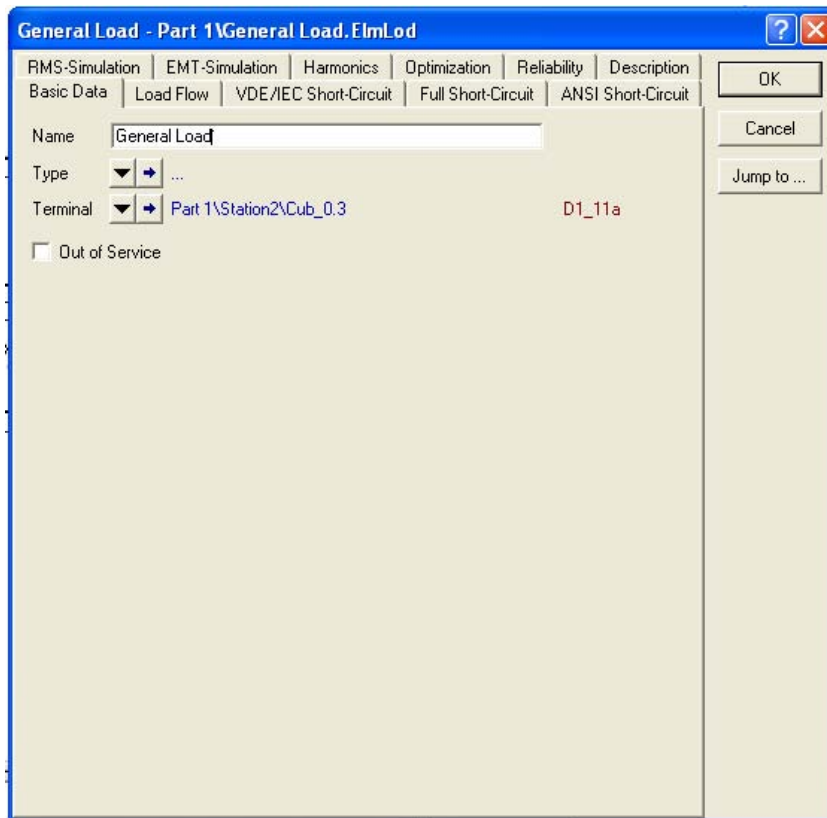 General Load - Part 1\General Load.ElmLod
RMS-Simulation EMT-Simulation Harmonics Optimization Reliability Description
Basic Data Load Flow VDE/IEC Short-Circuit Full Short-Circuit ANSI Short-Circuit
OK
Name General Load
Cancel
Type ...
Jump to ...
Terminal Part 1\Station2\Cub_0.3 D1_11a
Out of Service